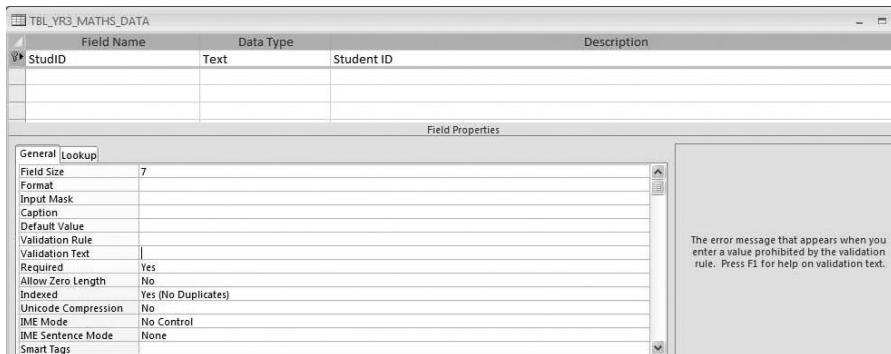 TBL_YR3_MATHS_DATA
Field Name Data Type Description
StudID Text Student ID
Field Properties
General Lookup
Field Size 7
Format
Input Mask
Caption
Default Value
Validation Rule
Validation Text
Required Yes
Allow Zero Length No
Indexed Yes (No Duplicates)
Unicode Compression No
IME Mode No Control
IME Sentence Mode None
Smart Tags
The error message that appears when you
enter a value prohibited by the validation
rule. Press F1 for help on validation text.